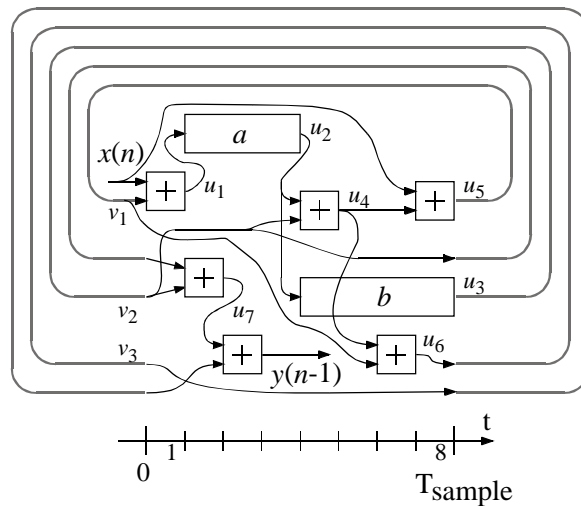 a
u2
x(n)
+
u1
u4
+
+
u5
v1
+
b
u3
v2
u7
v3
+
y(n-1)
+
u6
t
0
1
8
Tsample